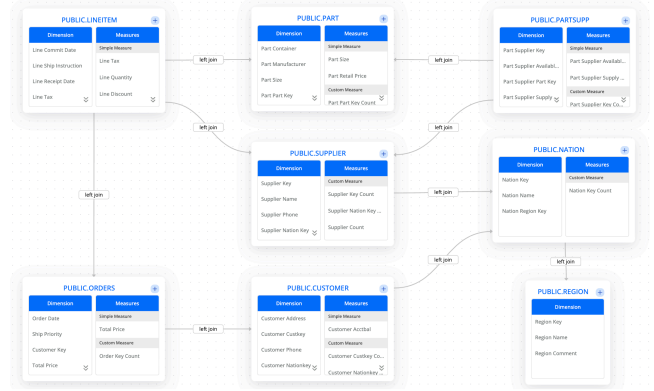 PUBLIC.LINEITEM
Dimension
Measures
Line Commit Date
Line Ship Instruction
Line Receipt Date
Line Tax
Simple Measure
Line Tax
Line Quantity
Line Discount
left join
PUBLIC.PART
Dimension
Measures
Part Container
Part Manufacturer
Part Size
Part Part Key
Simple Measure
Part Size
Part Retail Price
Custom Measure
Part Part Key Count
left join
PUBLIC.PARTSUPP
Dimension
Measures
Part Supplier Key
Part Supplier Availabl...
Part Supplier Part Key
Part Supplier Supply
Simple Measure
Part Supplier Availabl...
Part Supplier Supply ...
Custom Measure
Part Supplier Key Co...
left join
left join
left join
PUBLIC.SUPPLIER
Dimension
Measures
Supplier Key
Supplier Name
Supplier Phone
Supplier Nation Key
Custom Measure
Supplier Key Count
Supplier Nation Key ...
Supplier Count
left join
PUBLIC.NATION
Dimension
Measures
Nation Key
Nation Name
Nation Region Key
Custom Measure
Nation Key Count
left join
left join
PUBLIC.ORDERS
Dimension
Measures
Order Date
Ship Priority
Customer Key
Total Price
Simple Measure
Total Price
Custom Measure
Order Key Count
left join
PUBLIC.CUSTOMER
Dimension
Measures
Customer Address
Customer Custkey
Customer Phone
Customer Nationkey
Simple Measure
Customer Acctbal
Custom Measure
Customer Custkey Co...
Customer Nationkey ...
PUBLIC.REGION
Dimension
Region Key
Region Name
Region Comment